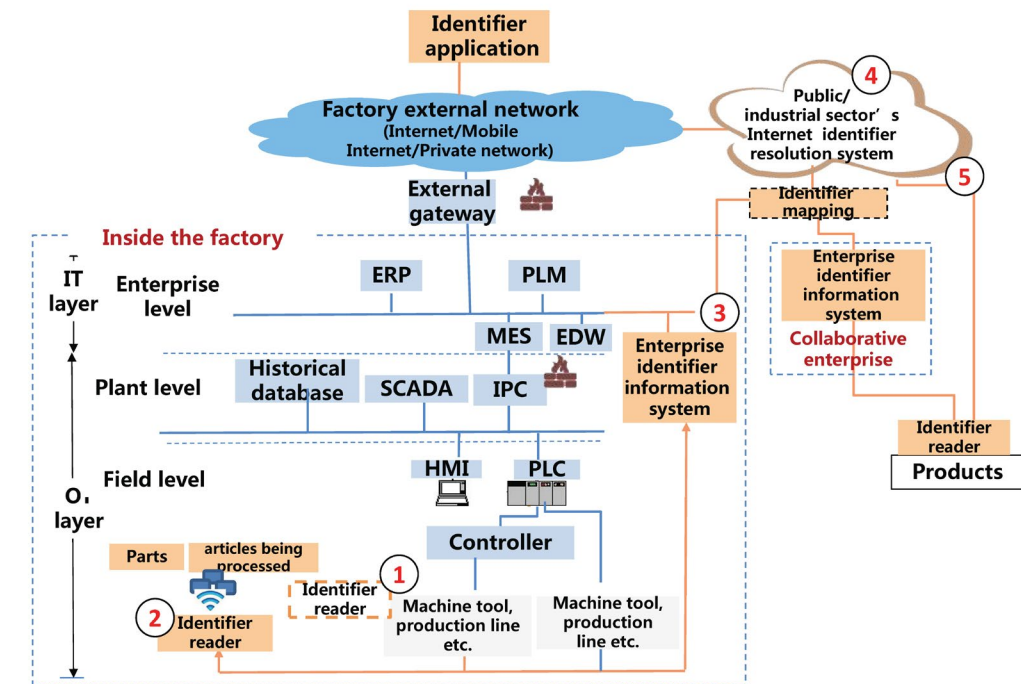 Identifier
application
Factory external network
(Internet/Mobile
Internet/Private network)
4
Public/
industrial sector's
Internet identifier
resolution system
5
External
gateway
Identifier
mapping
Inside the factory
IT
layer
Enterprise
level
ERP
PLM
Enterprise
identifier
information
system
3
MES
EDW
Collaborative
enterprise
Enterprise
identifier
information
system
Plant level
Historical
database
SCADA
IPC
Identifier
reader
Products
Field level
HMI
PLC
layer
Controller
Parts
articles being
processed
1
Identifier
reader
2
Identifier
reader
Machine tool,
production line
etc.
Machine tool,
production
line etc.